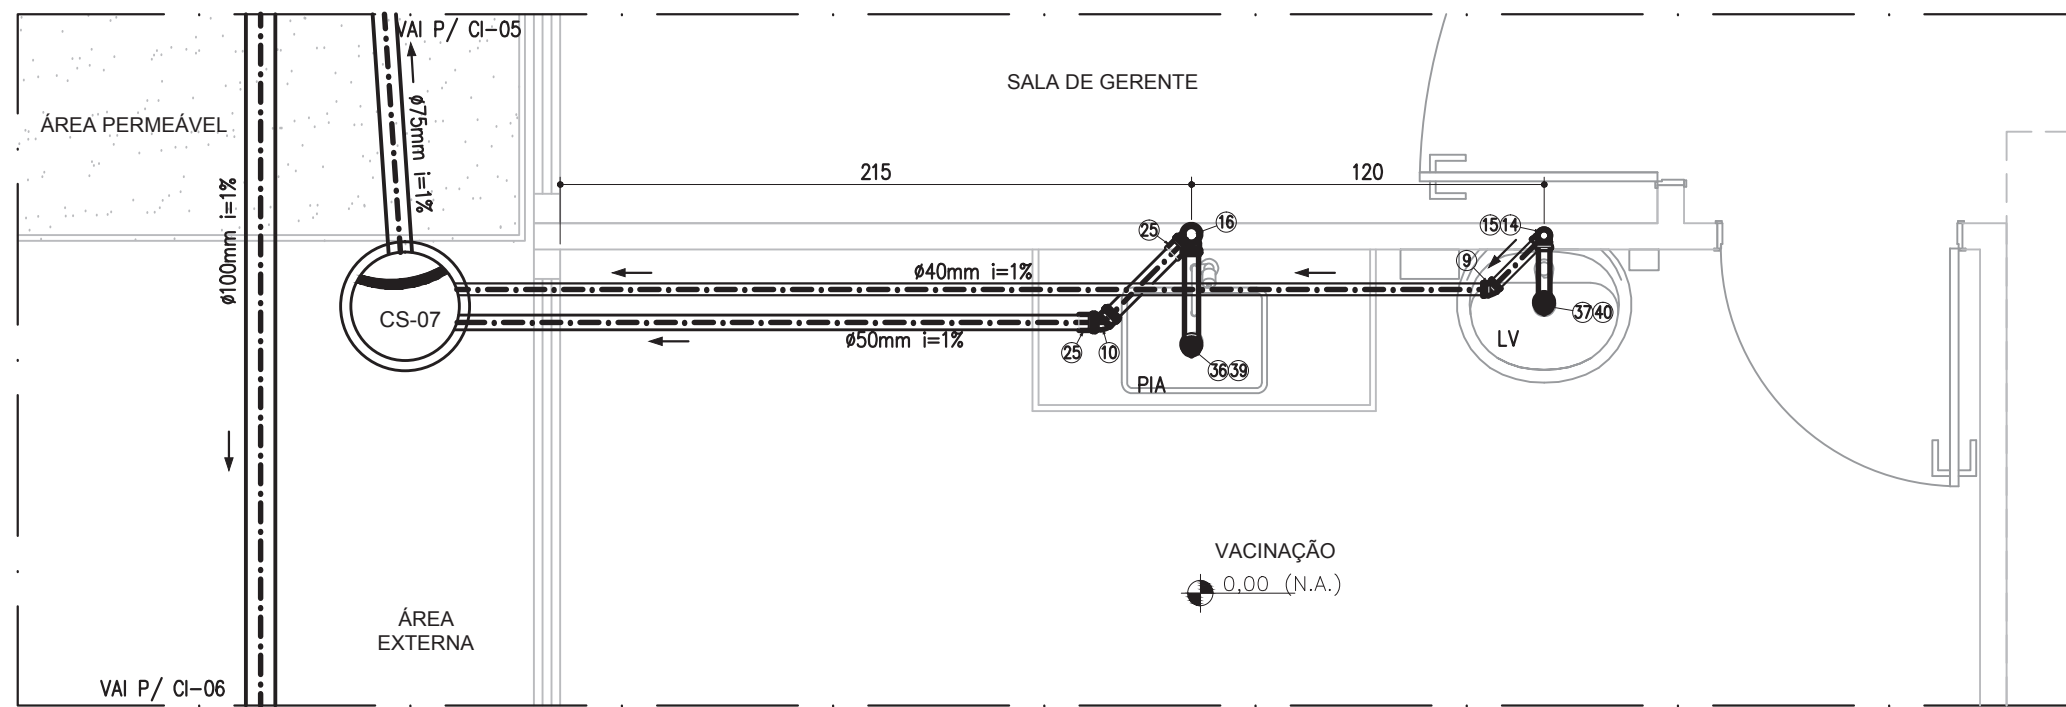 VAI P/ CI-05
SALA DE GERENTE
ÁREA PERMEÁVEL
ø75mm i=1%
ø100mm i=1%
215
120
25
16
15 14
9
ø40mm i=1%
CS-07
ø50mm i=1%
25
10
36 39
37 40
LV
PIA
VACINAÇÃO
0,00 (N.A.)
ÁREA
EXTERNA
VAI P/ CI-06